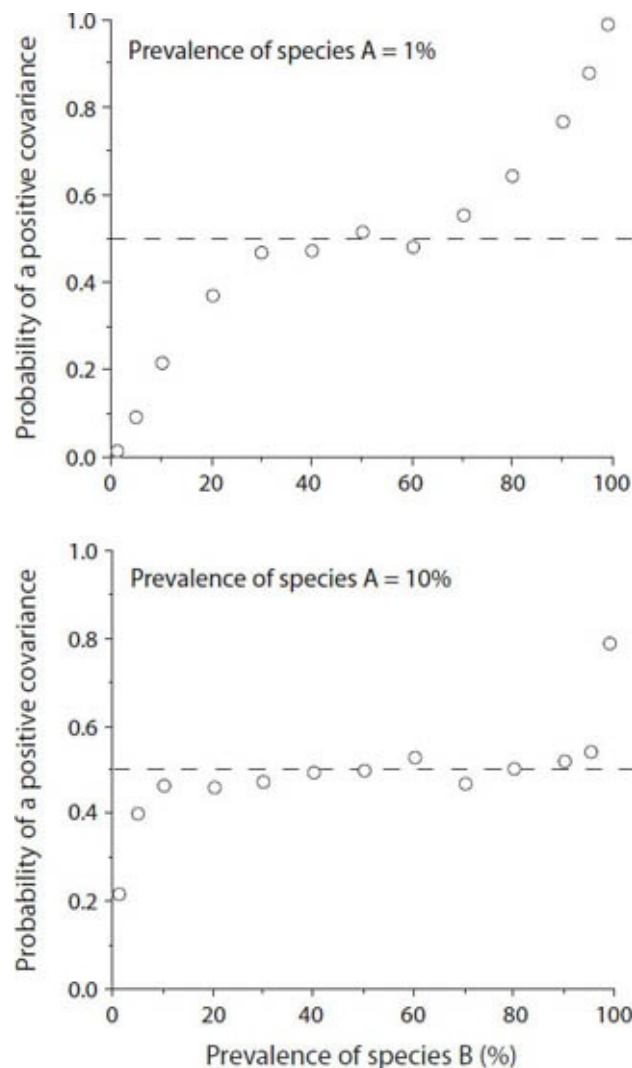 Prevalence of species A = 1%
Probability of a positive covariance
1.0
0.8
0.6
0.4
0.2
0.0
0 20 40 60 80 100
Prevalence of species A = 10%
Probability of a positive covariance
1.0
0.8
0.6
0.4
0.2
0.0
0 20 40 60 80 100
Prevalence of species B (%)